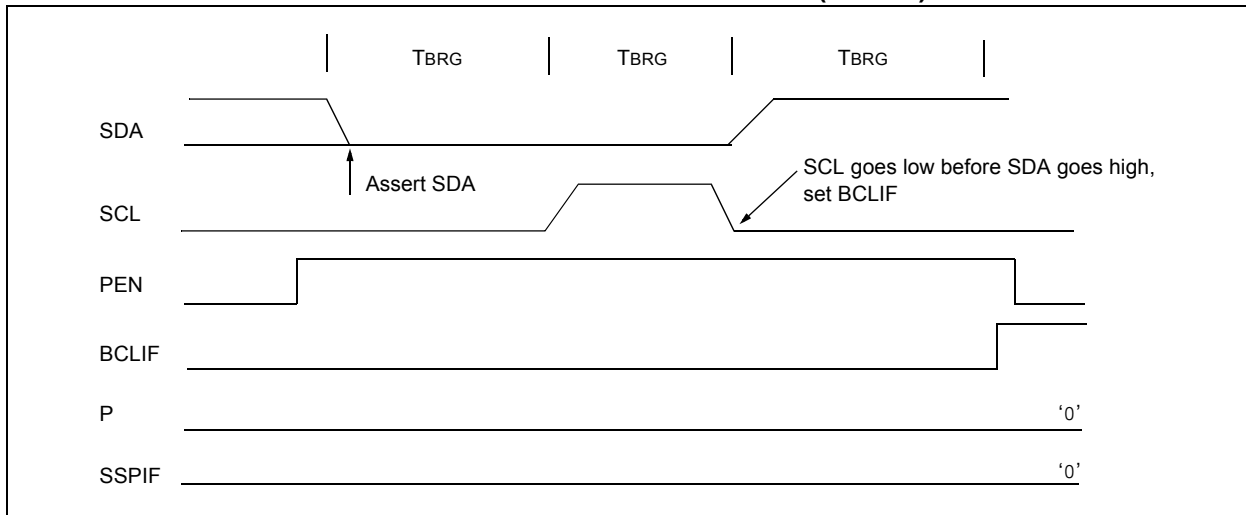 TBRG TBRG TBRG
SDA
Assert SDA
SCL goes low before SDA goes high,
set BCLIF
SCL
PEN
BCLIF
P '0'
SSPIF '0'